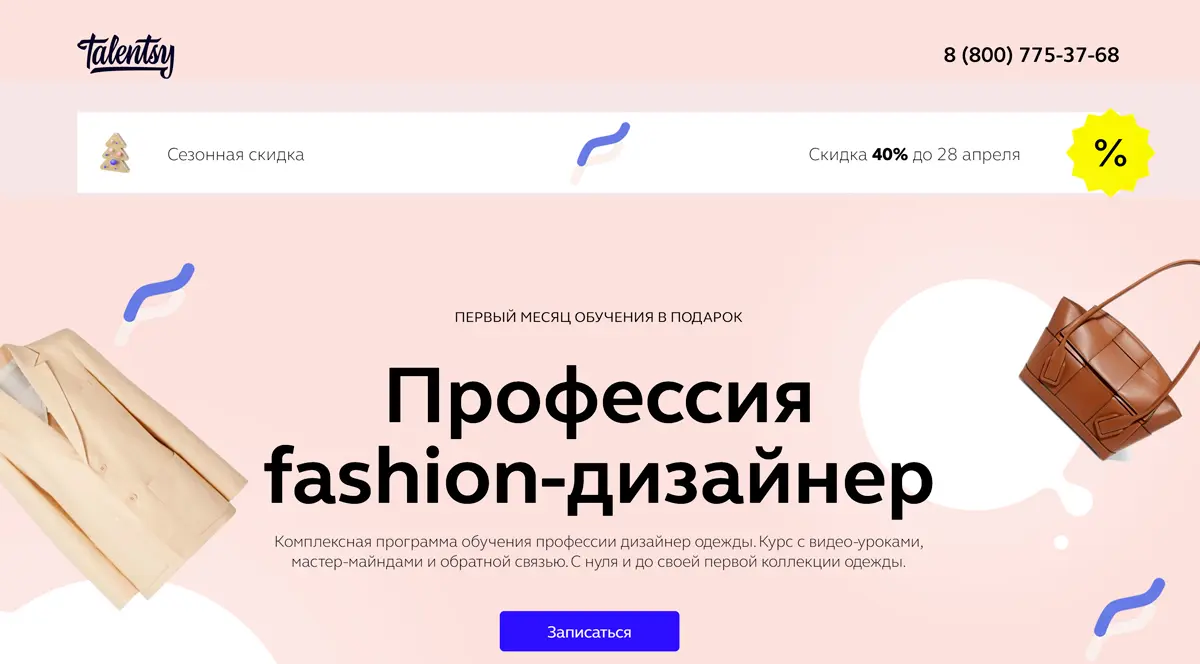 Talentsy
8 (800) 775-37-68
Сезонная скидка
Скидка 40% до 28 апреля
%
ПЕРВЫЙ МЕСЯЦ ОБУЧЕНИЯ В ПОДАРОК
Профессия
fashion-дизайнер
Комплексная программа обучения профессии дизайнер одежды. Курс с видео-уроками,
мастер-майндами и обратной связью. С нуля и до своей первой коллекции одежды.
Записаться